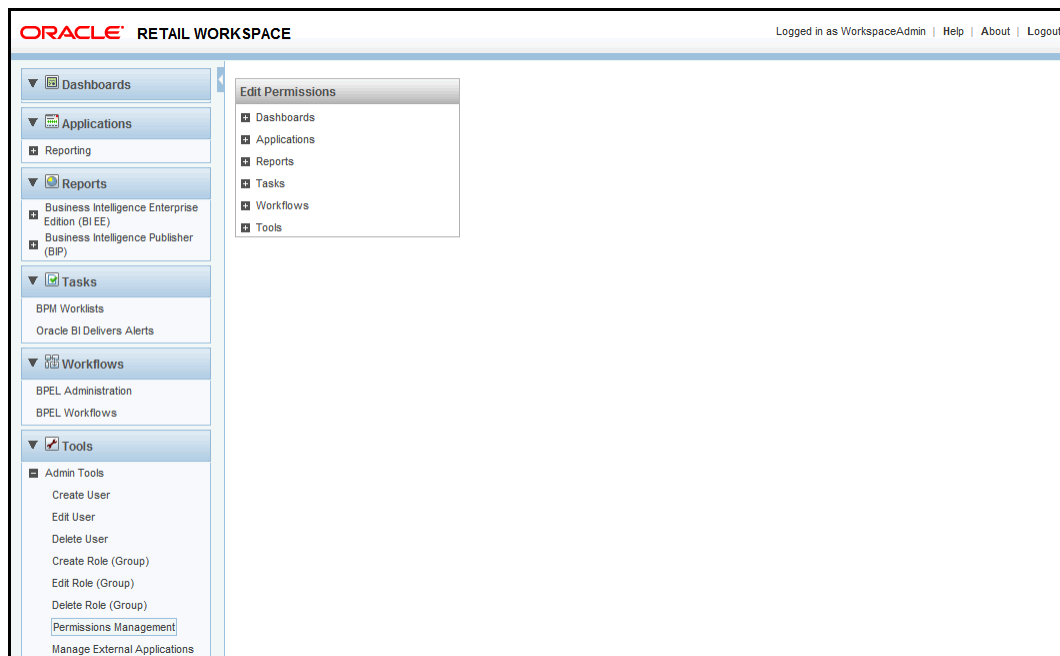 ORACLE RETAIL WORKSPACE
Logged in as WorkspaceAdmin | Help | About | Logout
Dashboards
Applications
Reporting
Reports
Business Intelligence Enterprise
Edition (BI EE)
Business Intelligence Publisher
(BIP)
Tasks
BPM Worklists
Oracle BI Delivers Alerts
Workflows
BPEL Administration
BPEL Workflows
Tools
Admin Tools
Create User
Edit User
Delete User
Create Role (Group)
Edit Role (Group)
Delete Role (Group)
Permissions Management
Manage External Applications
Edit Permissions
Dashboards
Applications
Reports
Tasks
Workflows
Tools